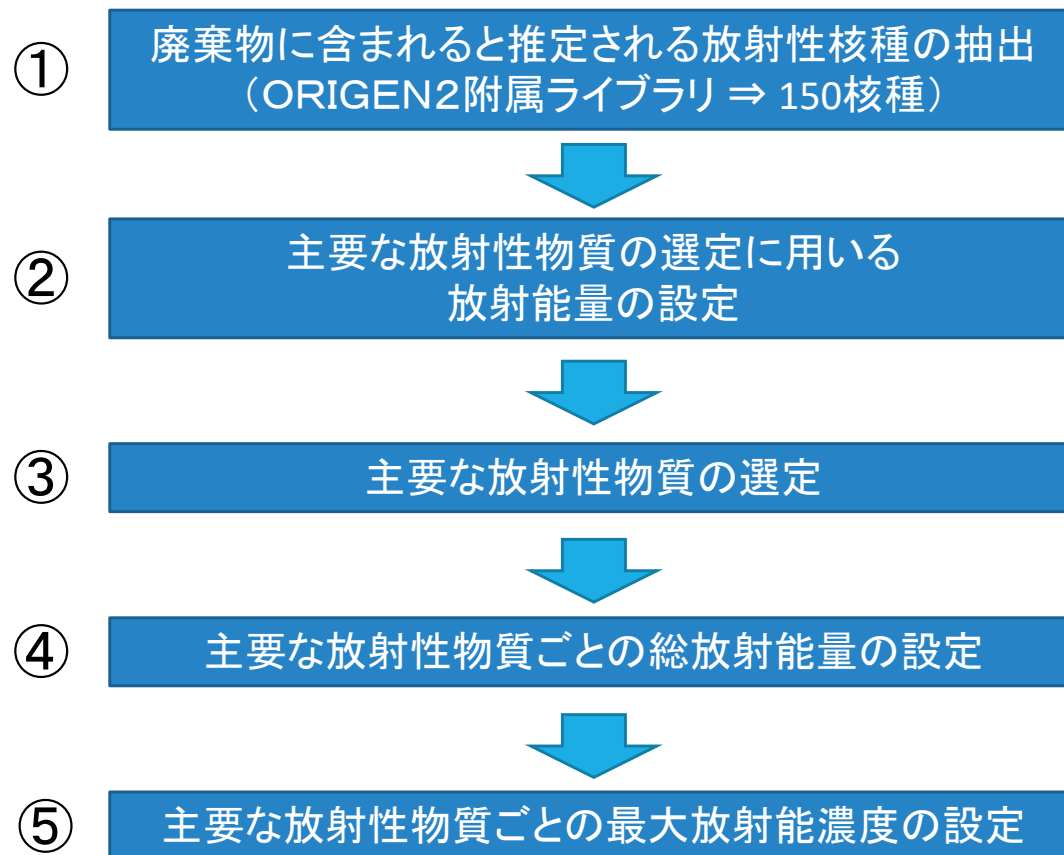 ①
廃棄物に含まれると推定される放射性核種の抽出
（ＯＲＩＧＥＮ２附属ライブラリ ⇒ 150核種）
②
主要な放射性物質の選定に用いる
放射能量の設定
③
主要な放射性物質の選定
④
主要な放射性物質ごとの総放射能量の設定
⑤
主要な放射性物質ごとの最大放射能濃度の設定